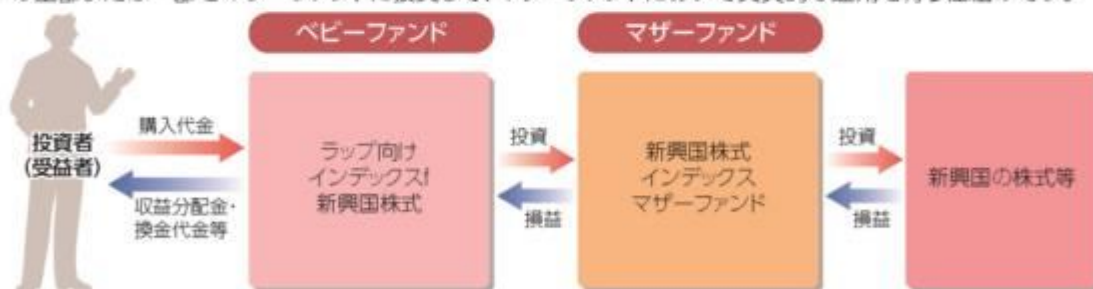 ベビーファンド
マザーファンド
投資者
(受益者)
購入代金
収益分配金・
換金代金等
ラップ向け
インデックスf
新興国株式
投資
損益
新興国株式
インデックス
マザーファンド
投資
損益
新興国の株式等